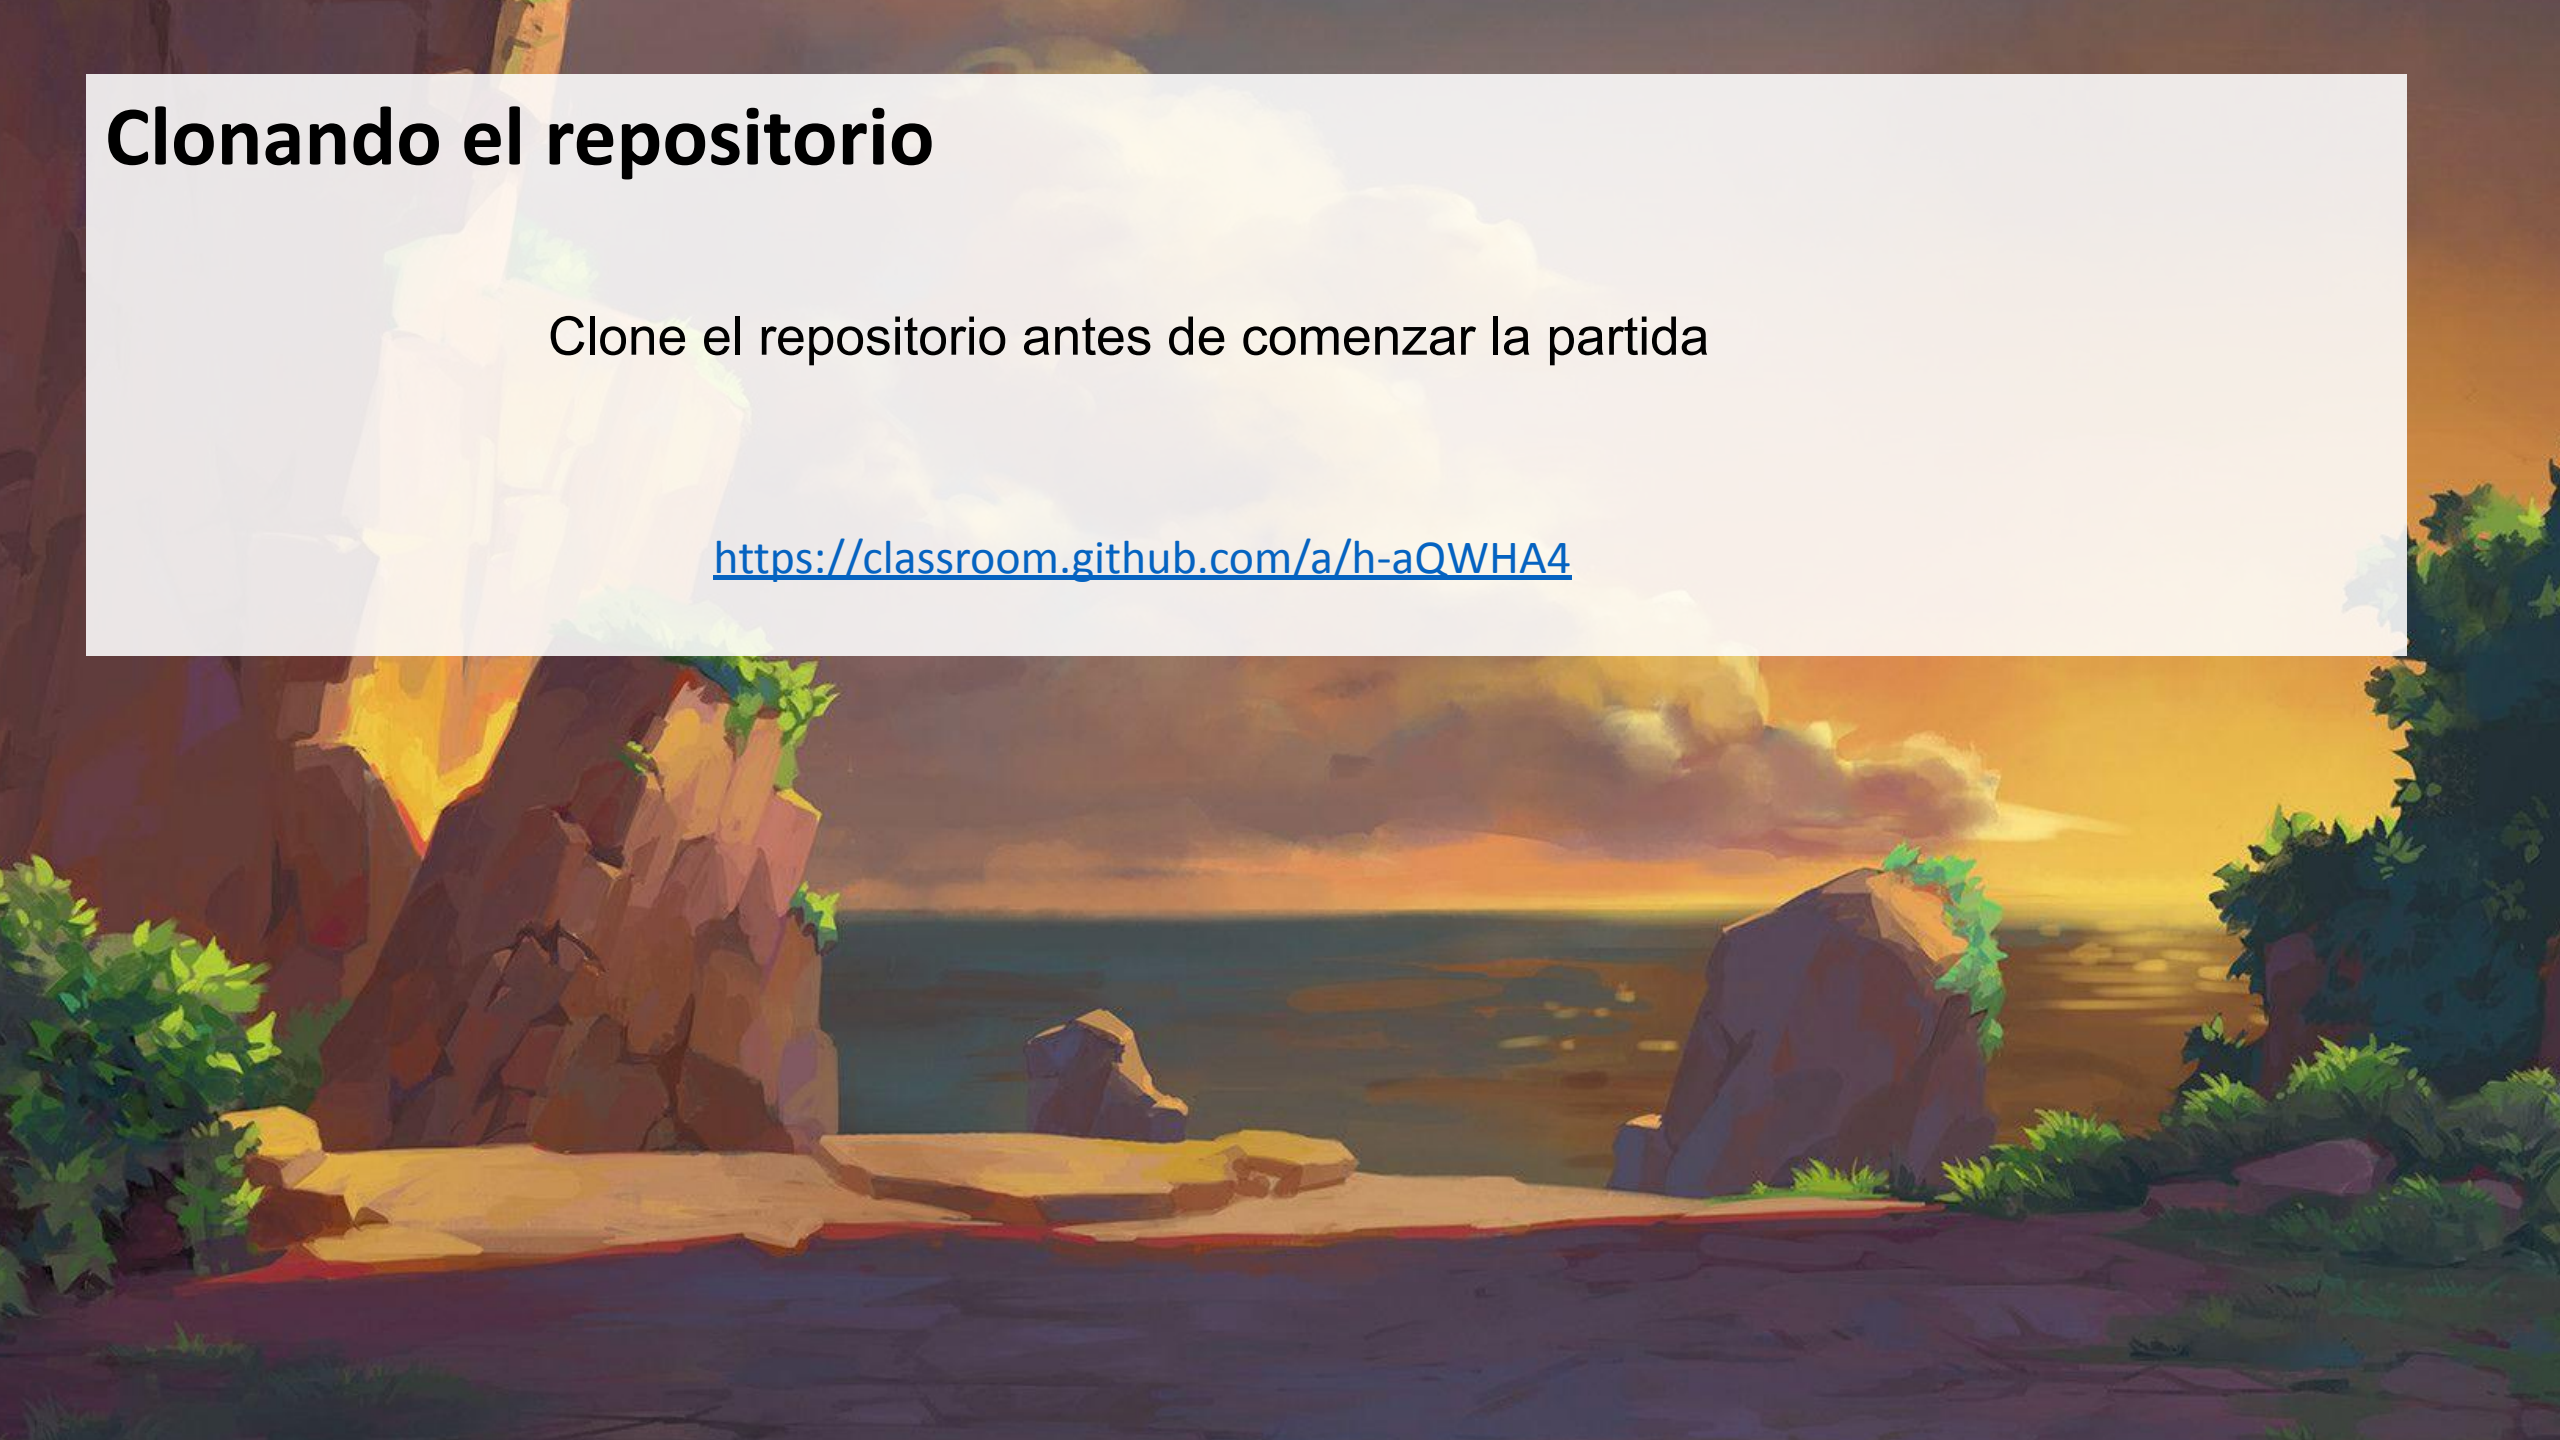 Clonando el repositorio
Clone el repositorio antes de comenzar la partida
https://classroom.github.com/a/h-aQWHA4